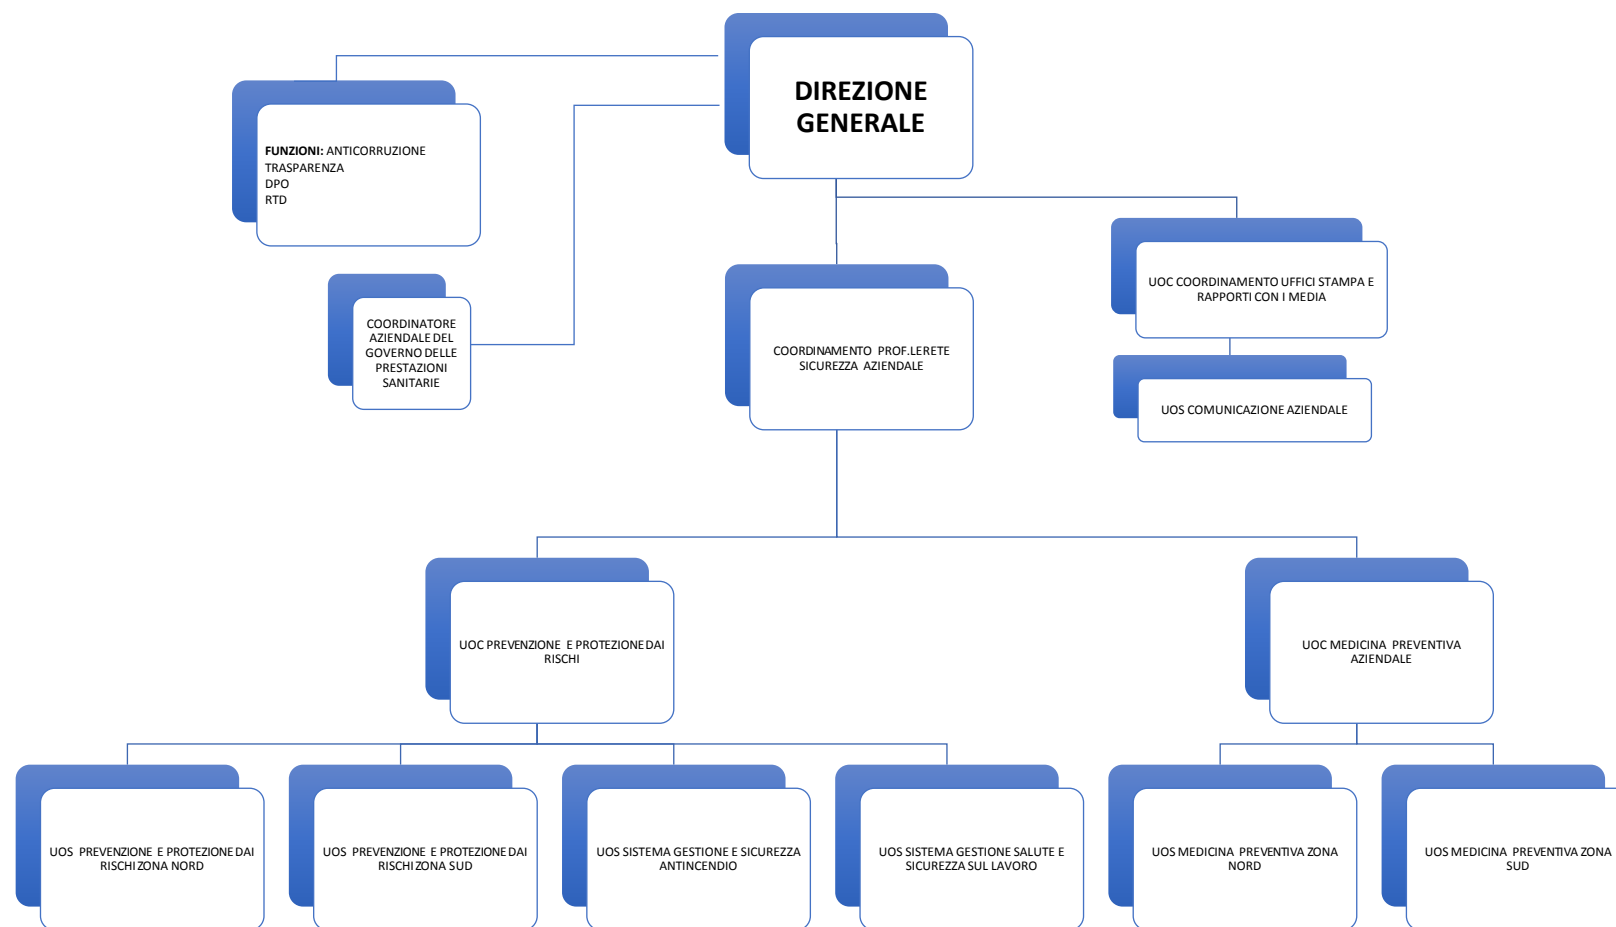 DIREZIONE
GENERALE
FUNZIONI: ANTICORRUZIONE
TRASPARENZA
DPO
RTD
UOC COORDINAMENTO UFFICI STAMPA E
RAPPORTI CON I MEDIA
COORDINATORE
AZIENDALE DEL
GOVERNO DELLE
PRESTAZIONI
SANITARIE
COORDINAMENTO PROF.LERETE
SICUREZZA AZIENDALE
UOS COMUNICAZIONE AZIENDALE
UOC PREVENZIONE E PROTEZIONE DAI
RISCHI
UOC MEDICINA PREVENTIVA
AZIENDALE
UOS PREVENZIONE E PROTEZIONE DAI
RISCHI ZONA NORD
UOS PREVENZIONE E PROTEZIONE DAI
RISCHI ZONA SUD
UOS SISTEMA GESTIONE E SICUREZZA
ANTINCENDIO
UOS SISTEMA GESTIONE SALUTE E
SICUREZZA SUL LAVORO
UOS MEDICINA PREVENTIVA ZONA
NORD
UOS MEDICINA PREVENTIVA ZONA
SUD